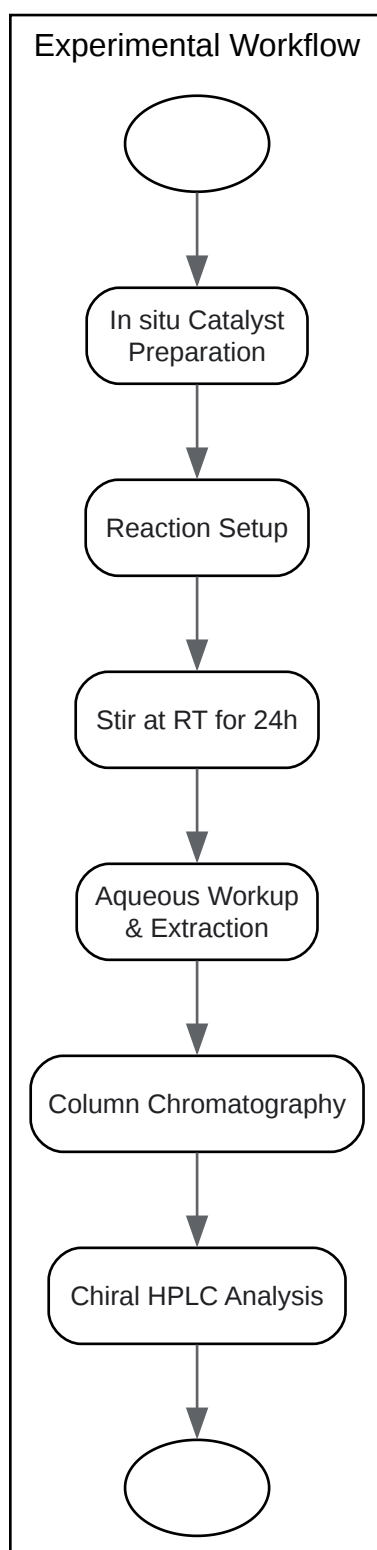 Experimental Workflow
In situ Catalyst
Preparation
Reaction Setup
Stir at RT for 24h
Aqueous Workup
& Extraction
Column Chromatography
Chiral HPLC Analysis